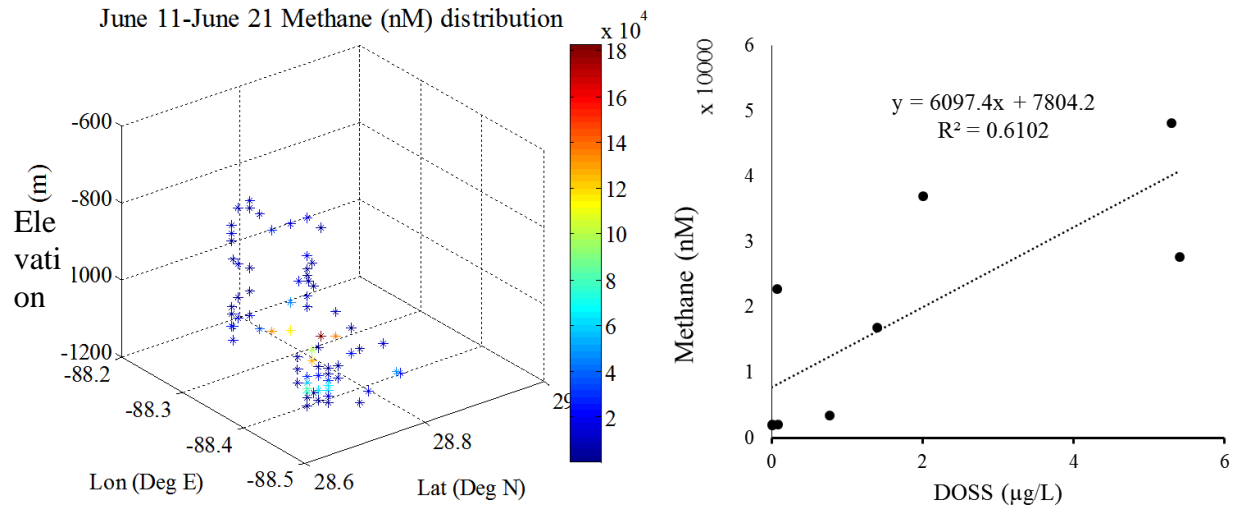 June 11-June 21 Methane (nM) distribution
x 10⁴
18
16
14
12
10
8
6
4
2
-600
-800
1000
-1200
(m)
Ele
vati
on
-88.2
-88.3
-88.4
-88.5
Lon (Deg E)
28.6
28.8
29
Lat (Deg N)
x 10000
6
5
4
3
2
1
0
Methane (nM)
y = 6097.4x + 7804.2
R² = 0.6102
0
2
4
6
DOSS (µg/L)